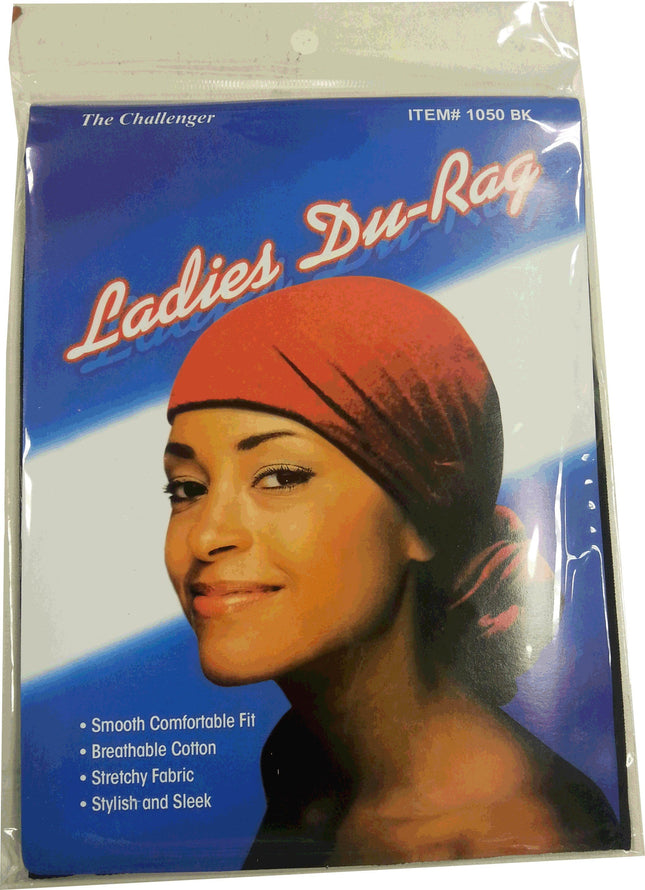 The Challenger
ITEM# 1050 BK
Ladies Du-Rag
• Smooth Comfortable Fit
• Breathable Cotton
• Stretchy Fabric
• Stylish and Sleek